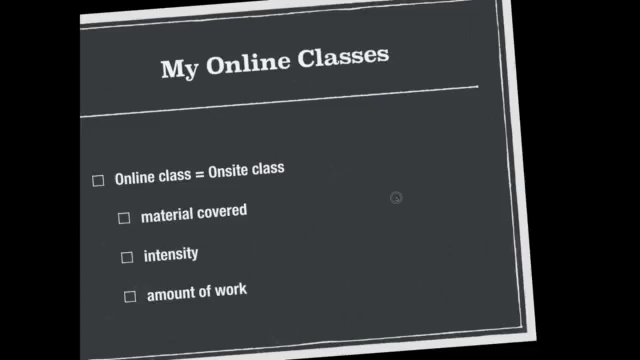 My Online Classes
Online class = Onsite class
material covered
intensity
amount of work